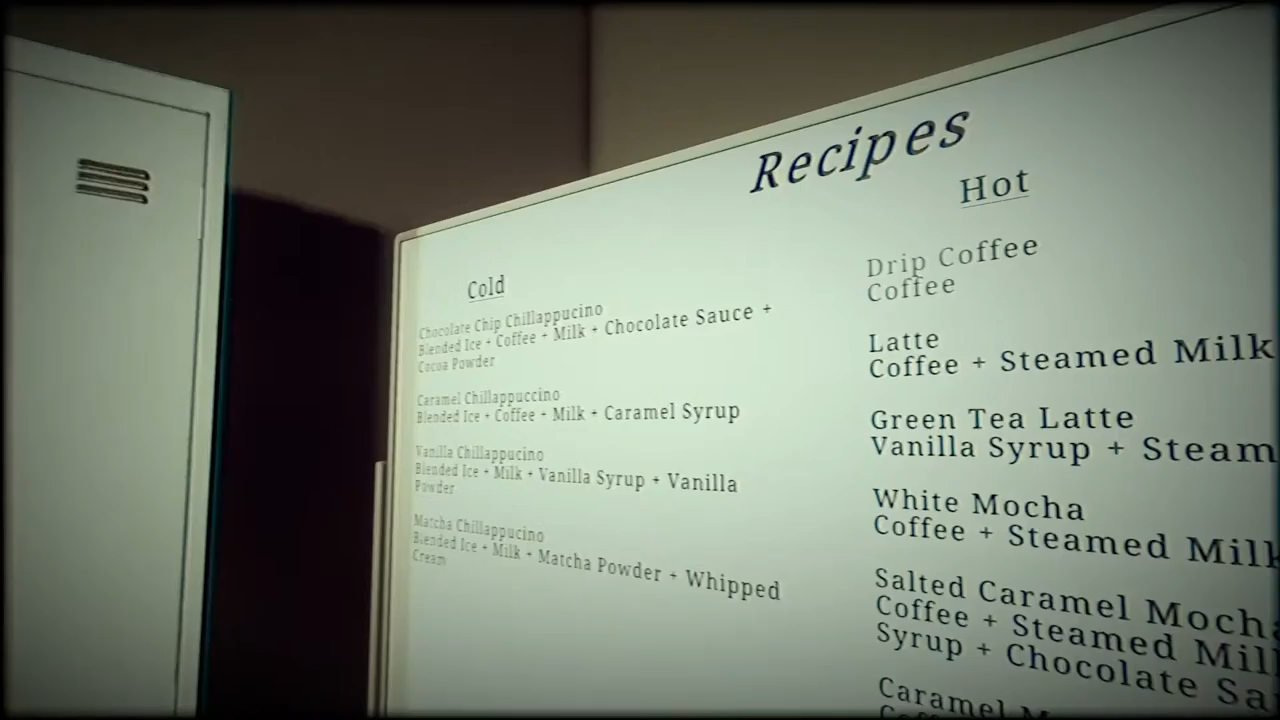 Recipes
Cold
Chocolate Chip Chillappucino
Blended Ice + Coffee + Milk + Chocolate Sauce +
Cocoa Powder
Caramel Chillappuccino
Blended Ice + Coffee + Milk + Caramel Syrup
Vanilla Chillappucino
Blended Ice + Milk + Vanilla Syrup + Vanilla
Powder
Matcha Chillappucino
Blended Ice + Milk + Matcha Powder + Whipped
Cream
Hot
Drip Coffee
Coffee
Latte
Coffee + Steamed Milk
Green Tea Latte
Vanilla Syrup + Steam
White Mocha
Coffee + Steamed Milk
Salted Caramel Mocha
Coffee + Steamed Mil
Syrup + Chocolate Sa
Caramel